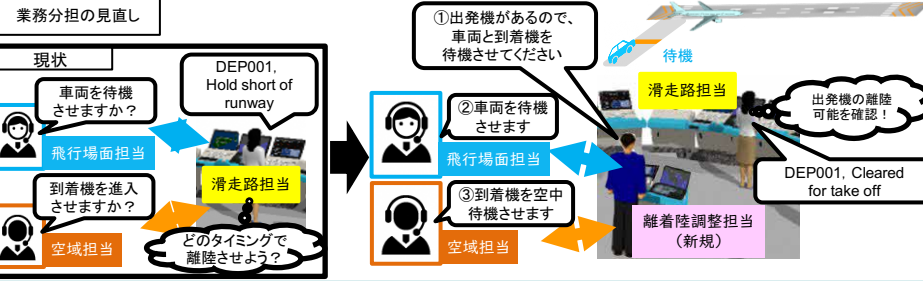 業務分担の見直し
現状
車両を待機
させますか?
飛行場面担当
到着機を進入
させますか?
空域担当
DEP001,
Hold short of
runway
滑走路担当
どのタイミングで
離陸させよう?
①出発機があるので、
車両と到着機を
待機させてください
②車両を待機
させます
飛行場面担当
③到着機を空中
待機させます
空域担当
待機
滑走路担当
出発機の離陸
可能を確認!
DEP001, Cleared
for take off
離着陸調整担当
(新規)